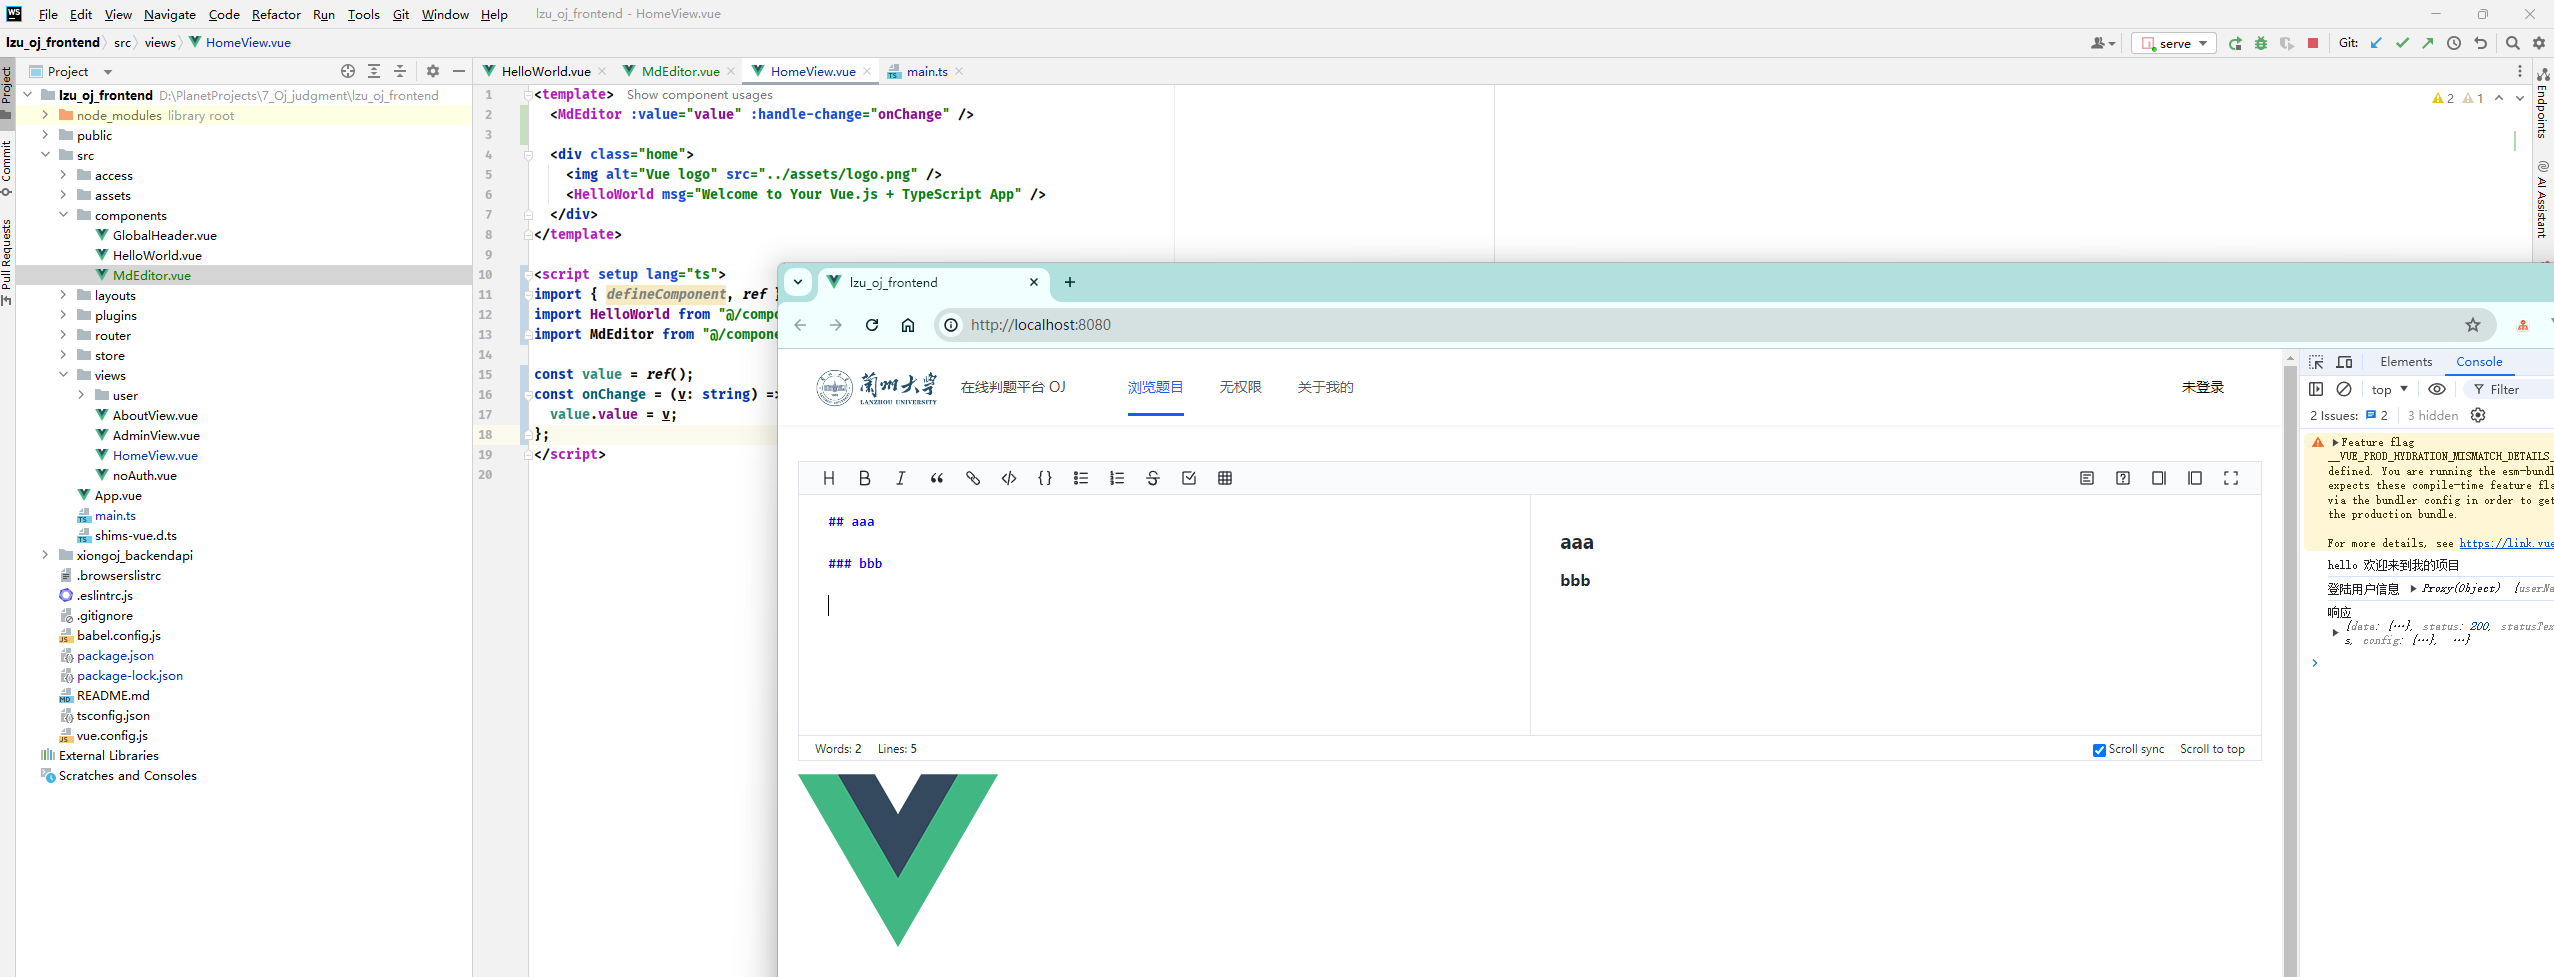 WS File Edit View Navigate Code Refactor Run Tools Git Window Help lzu_oj_frontend - HomeView.vue
lzu_oj_frontend src views HomeView.vue serve Git:
Project
HelloWorld.vue MdEditor.vue HomeView.vue main.ts
Project
Commit
Pull Requests
lzu_oj_frontend D:\PlanetProjects\7_Oj_judgment\lzu_oj_frontend
node_modules library root
public
src
access
assets
components
GlobalHeader.vue
HelloWorld.vue
MdEditor.vue
layouts
plugins
router
store
views
user
AboutView.vue
AdminView.vue
HomeView.vue
noAuth.vue
App.vue
main.ts
shims-vue.d.ts
xiongoj_backendapi
.browserslistrc
.eslintrc.js
.gitignore
babel.config.js
package.json
package-lock.json
README.md
tsconfig.json
vue.config.js
External Libraries
Scratches and Consoles
1 <template> Show component usages
2 <MdEditor :value="value" :handle-change="onChange" />
3
4 <div class="home">
5 <img alt="Vue logo" src="../assets/logo.png" />
6 <HelloWorld msg="Welcome to Your Vue.js + TypeScript App" />
7 </div>
8 </template>
9
10 <script setup lang="ts">
11 import { defineComponent, ref }
12 import HelloWorld from "@/compo
13 import MdEditor from "@/compone
14
15 const value = ref();
16 const onChange = (v: string) =>
17 value.value = v;
18 };
19 </script>
20
2 1
Endpoints
AI Assistant
lzu_oj_frontend
http://localhost:8080
兰州大学
LANZHOU UNIVERSITY
在线判题平台 OJ 浏览题目 无权限 关于我的 未登录
## aaa
### bbb
aaa
bbb
Words: 2 Lines: 5 Scroll sync Scroll to top
Elements Console
top Filter
2 Issues: 2 3 hidden
Feature flag
__VUE_PROD_HYDRATION_MISMATCH_DETAILS_
defined. You are running the esm-bundl
expects these compile-time feature fla
via the bundler config in order to get
the production bundle.
For more details, see https://link.vue
hello 欢迎来到我的项目
登陆用户信息 Proxy(Object) {userNa
响应
{data: {…}, status: 200, statusTex
s, config: {…}, …}